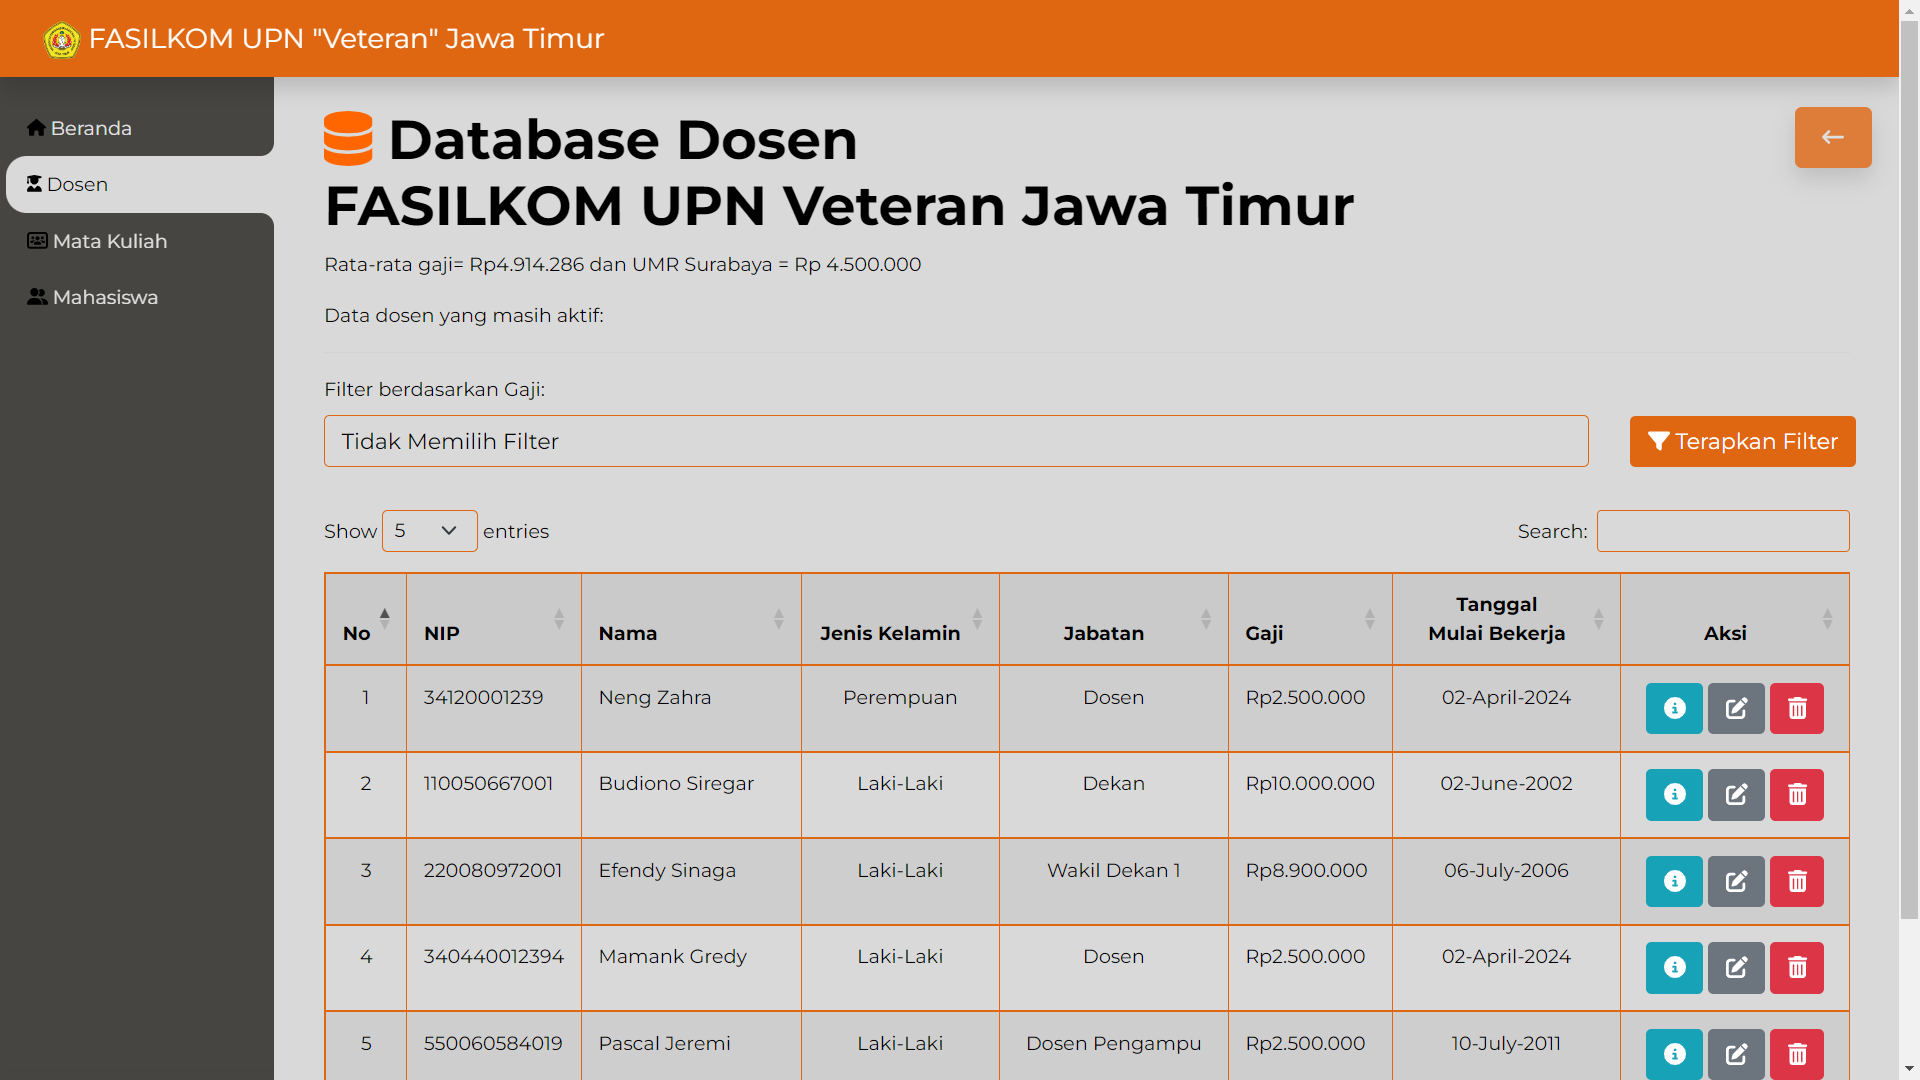 FASILKOM UPN "Veteran" Jawa Timur
Beranda
Dosen
Mata Kuliah
Mahasiswa
Database Dosen
FASILKOM UPN Veteran Jawa Timur
Rata-rata gaji= Rp4.914.286 dan UMR Surabaya = Rp 4.500.000
Data dosen yang masih aktif:
Filter berdasarkan Gaji:
Tidak Memilih Filter
Terapkan Filter
Show 5 entries
Search:
No NIP Nama Jenis Kelamin Jabatan Gaji Tanggal Mulai Bekerja Aksi
1 34120001239 Neng Zahra Perempuan Dosen Rp2.500.000 02-April-2024
2 110050667001 Budiono Siregar Laki-Laki Dekan Rp10.000.000 02-June-2002
3 220080972001 Efendy Sinaga Laki-Laki Wakil Dekan 1 Rp8.900.000 06-July-2006
4 340440012394 Mamank Gredy Laki-Laki Dosen Rp2.500.000 02-April-2024
5 550060584019 Pascal Jeremi Laki-Laki Dosen Pengampu Rp2.500.000 10-July-2011